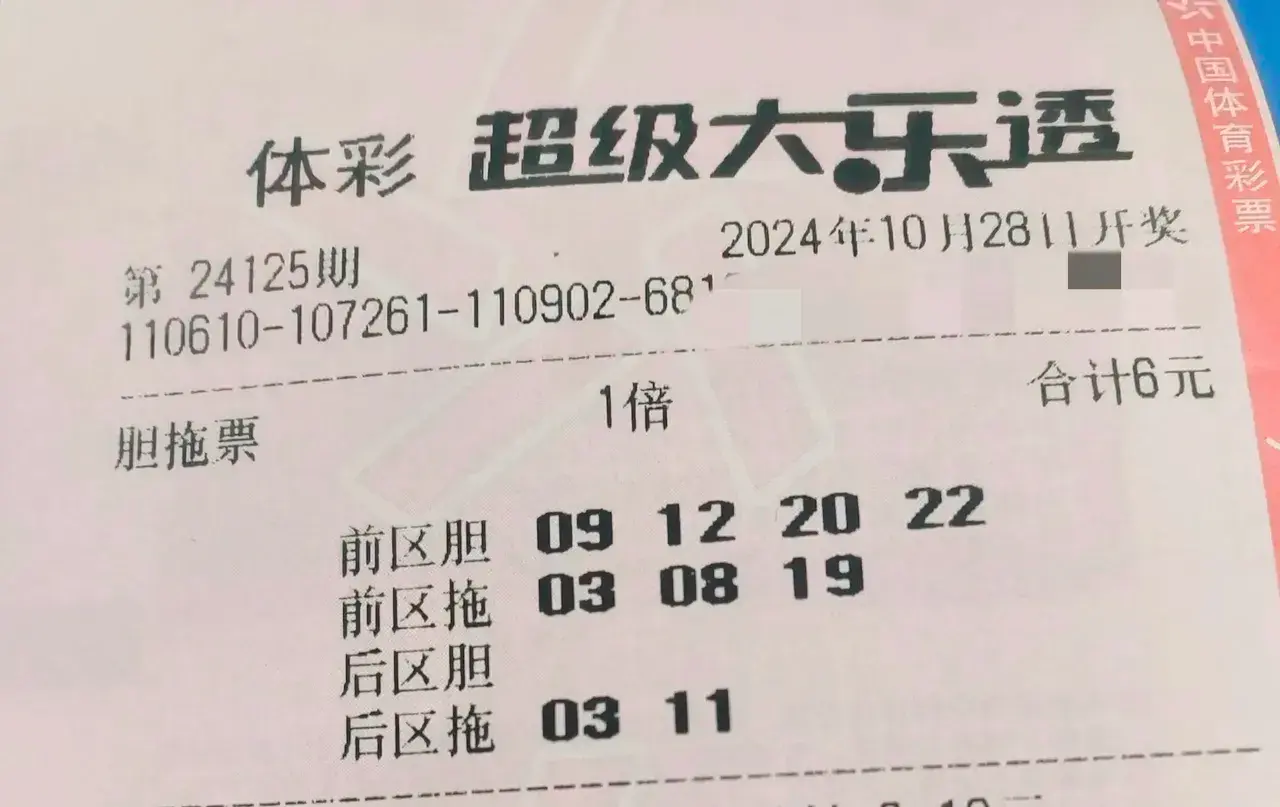 中国体育彩票
体彩 超级大乐透
第 24125期 2024年10月28日开奖
110610-107261-110902-681
胆拖票 1倍 合计6元
前区胆 09 12 20 22
前区拖 03 08 19
后区胆
后区拖 03 11